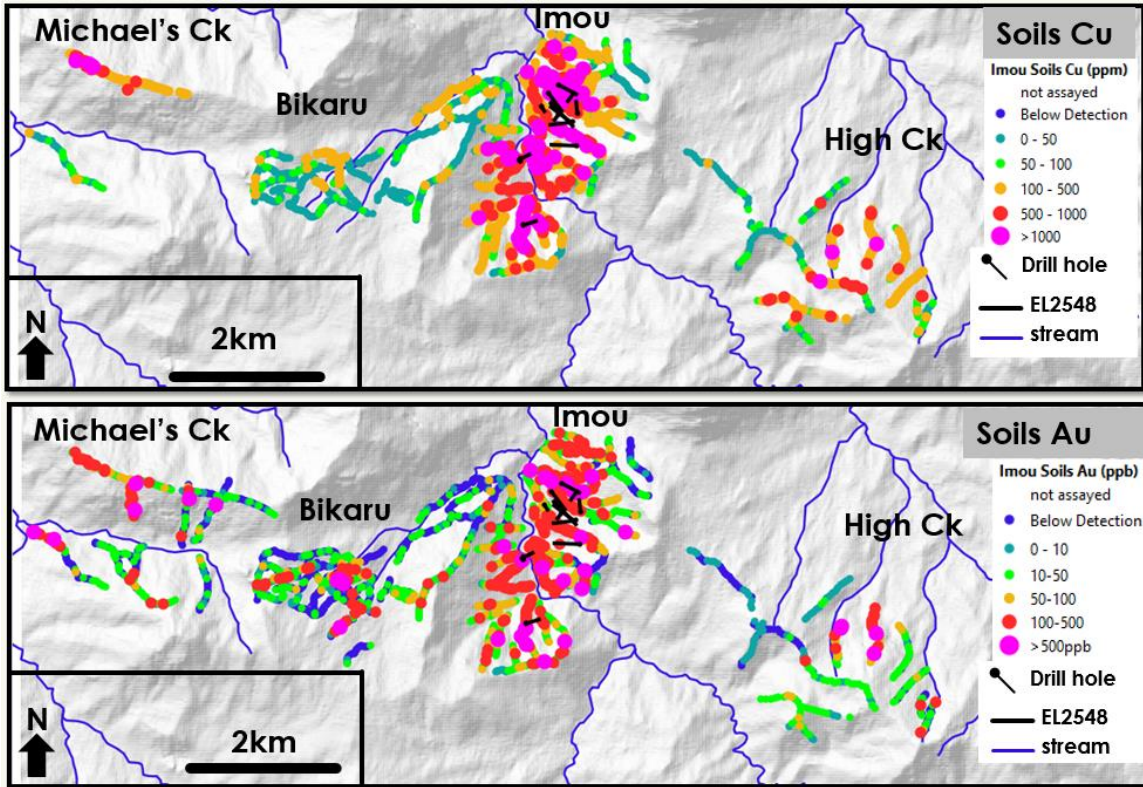 Imou
Michael's Ck
Bikaru
High Ck
N
2km
Soils Cu
Imou Soils Cu (ppm)
not assayed
Below Detection
0 - 50
50 - 100
100 - 500
500 - 1000
>1000
Drill hole
EL2548
stream
Imou
Michael's Ck
Bikaru
High Ck
N
2km
Soils Au
Imou Soils Au (ppb)
not assayed
Below Detection
0 - 10
10-50
50-100
100-500
>500ppb
Drill hole
EL2548
stream